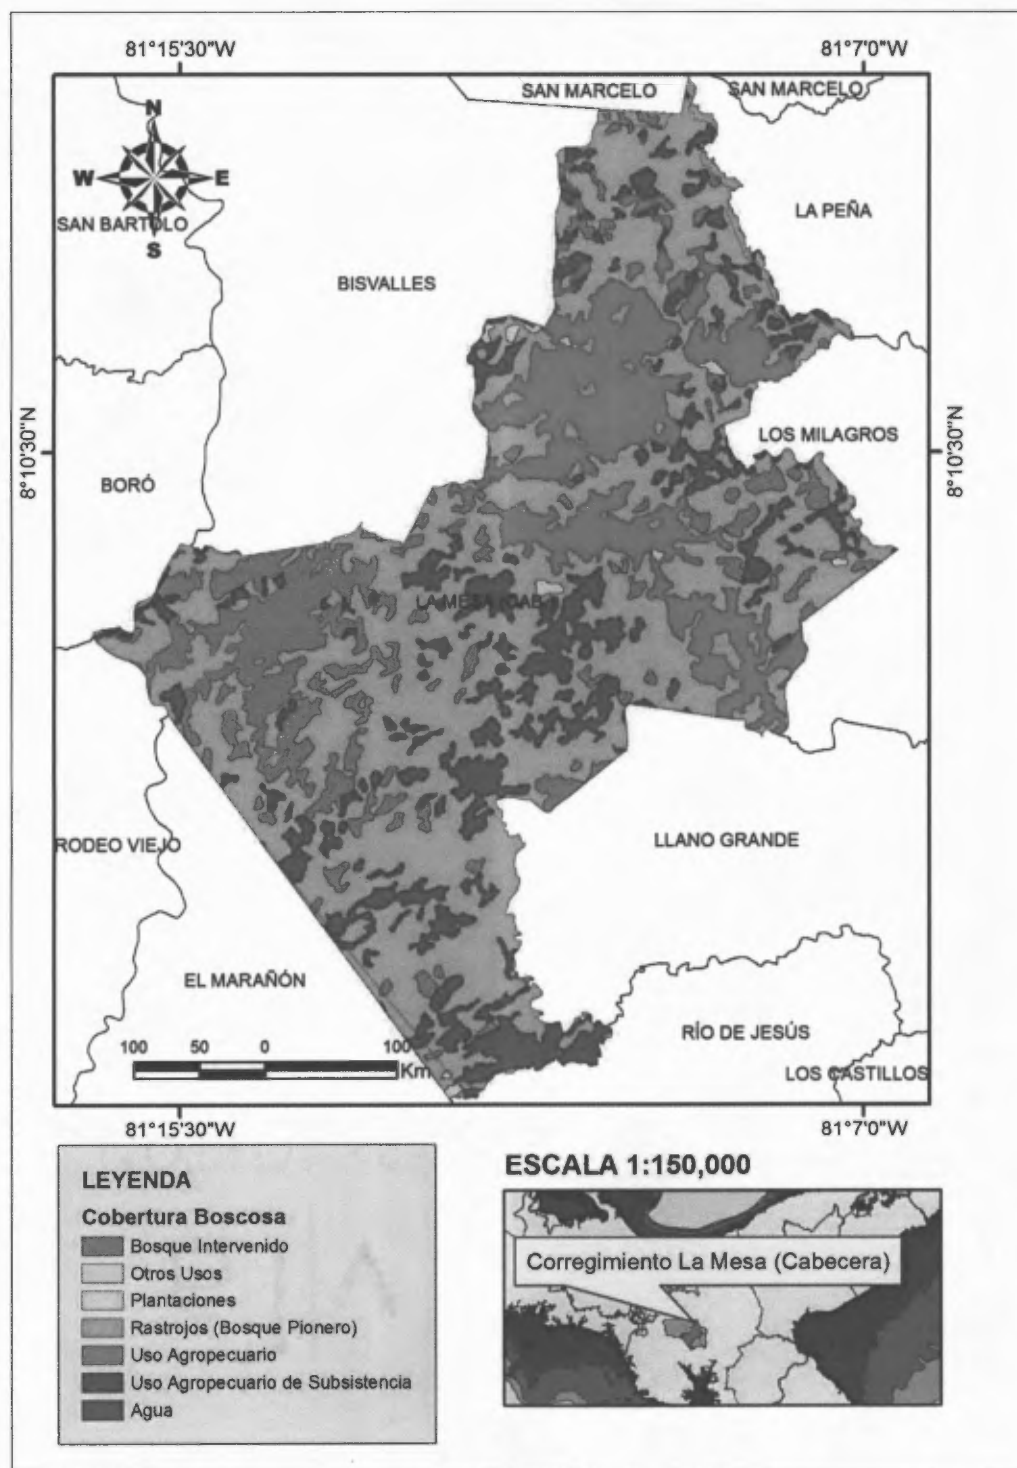 81°15'30"W 81°7'0"W
SAN MARCELO SAN MARCELO
N
W E
S
SAN BARTOLO
LA PEÑA
BISVALLES
8°10'30"N 8°10'30"N
LOS MILAGROS
BORÓ
LA MESA (CAB.)
RODEO VIEJO
LLANO GRANDE
EL MARAÑÓN
RÍO DE JESÚS
LOS CASTILLOS
100 50 0 100
Km
81°15'30"W 81°7'0"W
LEYENDA
Cobertura Boscosa
Bosque Intervenido
Otros Usos
Plantaciones
Rastrojos (Bosque Pionero)
Uso Agropecuario
Uso Agropecuario de Subsistencia
Agua
ESCALA 1:150,000
Corregimiento La Mesa (Cabecera)